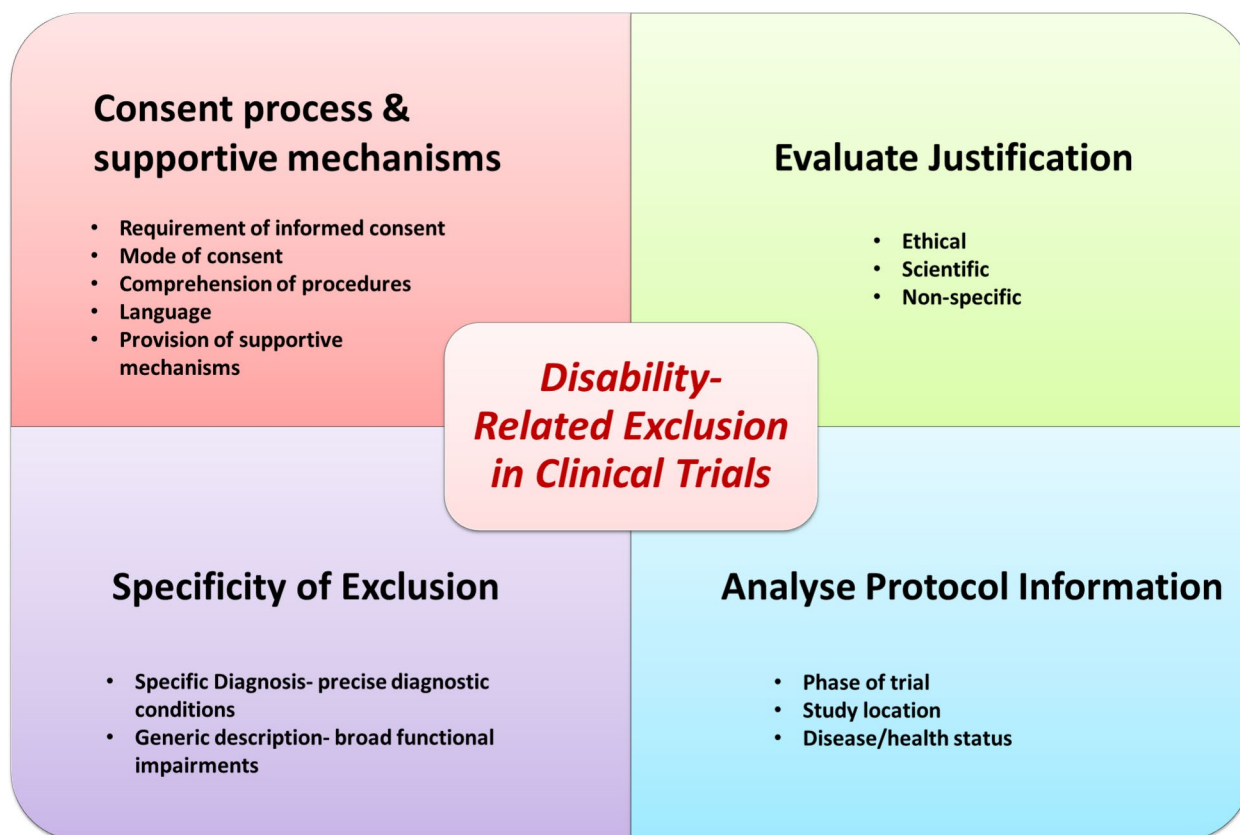 Consent process &
supportive mechanisms
• Requirement of informed consent
• Mode of consent
• Comprehension of procedures
• Language
• Provision of supportive
mechanisms
Evaluate Justification
• Ethical
• Scientific
• Non-specific
Disability-
Related Exclusion
in Clinical Trials
Specificity of Exclusion
• Specific Diagnosis- precise diagnostic
conditions
• Generic description- broad functional
impairments
Analyse Protocol Information
• Phase of trial
• Study location
• Disease/health status